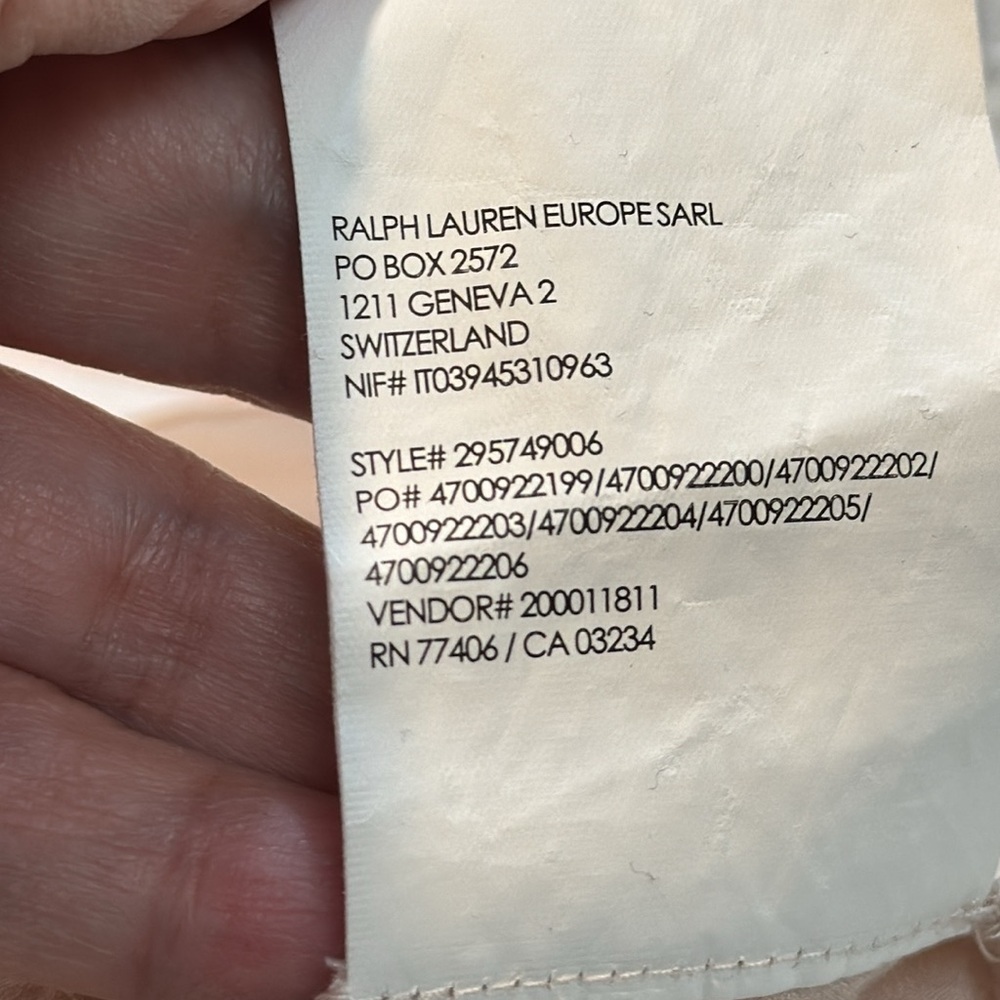 RALPH LAUREN EUROPE SARL
PO BOX 2572
1211 GENEVA 2
SWITZERLAND
NIF# IT03945310963
STYLE# 295749006
PO# 4700922199/4700922200/4700922202/
4700922203/4700922204/4700922205/
4700922206
VENDOR# 200011811
RN 77406 / CA 03234